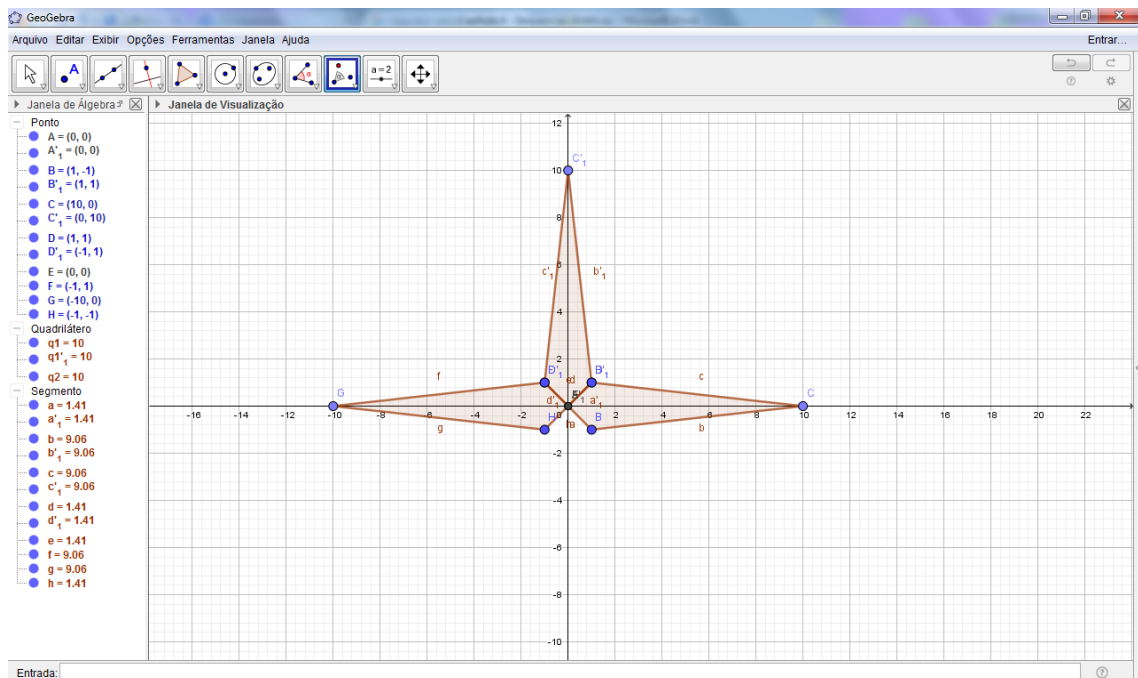 GeoGebra
Arquivo Editar Exibir Opções Ferramentas Janela Ajuda
Entrar...
A
α
a=2
Janela de Álgebra
Janela de Visualização
Ponto
A = (0, 0)
A'1 = (0, 0)
B = (1, -1)
B'1 = (1, 1)
C = (10, 0)
C'1 = (0, 10)
D = (1, 1)
D'1 = (-1, 1)
E = (0, 0)
F = (-1, 1)
G = (-10, 0)
H = (-1, -1)
Quadrilátero
q1 = 10
q1'1 = 10
q2 = 10
Segmento
a = 1.41
a'1 = 1.41
b = 9.06
b'1 = 9.06
c = 9.06
c'1 = 9.06
d = 1.41
d'1 = 1.41
e = 1.41
f = 9.06
g = 9.06
h = 1.41
12
C'1
10
8
c'1 6 b'1
4
2
D'1 B'1
f c
G d'1 a'1 C
-16 -14 -12 -10 -8 -6 -4 -2 2 4 6 8 10 12 14 16 18 20 22
H B
g b
-2
-4
-6
-8
-10
Entrada: